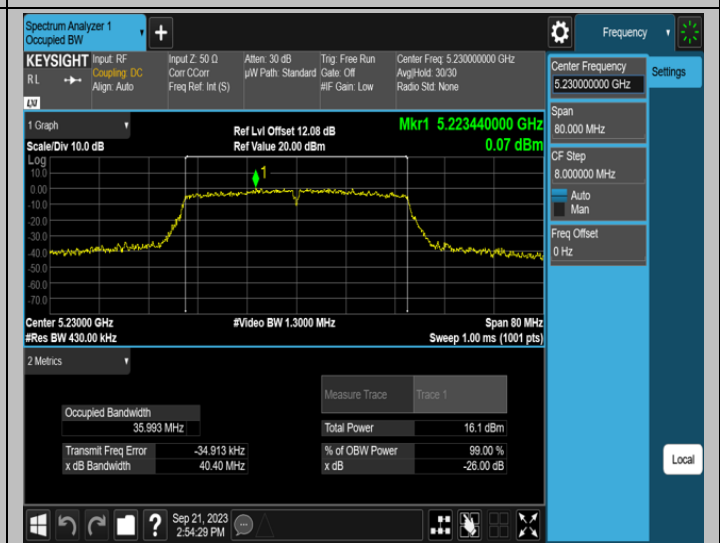 Spectrum Analyzer 1
Occupied BW
Frequency
KEYSIGHT
Input: RF
Coupling: DC
Align: Auto
R L
LXI
Input Z: 50 Ω
Corr CCorr
Freq Ref: Int (S)
Atten: 30 dB
µW Path: Standard
Trig: Free Run
Gate: Off
#IF Gain: Low
Center Freq: 5.230000000 GHz
Avg|Hold: 30/30
Radio Std: None
Center Frequency
5.230000000 GHz
Settings
Span
80.000 MHz
CF Step
8.000000 MHz
Auto
Man
Freq Offset
0 Hz
1 Graph
Scale/Div 10.0 dB
Ref Lvl Offset 12.08 dB
Ref Value 20.00 dBm
Mkr1 5.223440000 GHz
0.07 dBm
Log
10.0
0.00
-10.0
-20.0
-30.0
-40.0
-50.0
-60.0
-70.0
1
Center 5.23000 GHz
#Res BW 430.00 kHz
#Video BW 1.3000 MHz
Span 80 MHz
Sweep 1.00 ms (1001 pts)
2 Metrics
Measure Trace
Trace 1
Occupied Bandwidth
35.993 MHz
Total Power
16.1 dBm
Transmit Freq Error
-34.913 kHz
% of OBW Power
99.00 %
x dB Bandwidth
40.40 MHz
x dB
-26.00 dB
Local
?
Sep 21, 2023
2:54:29 PM